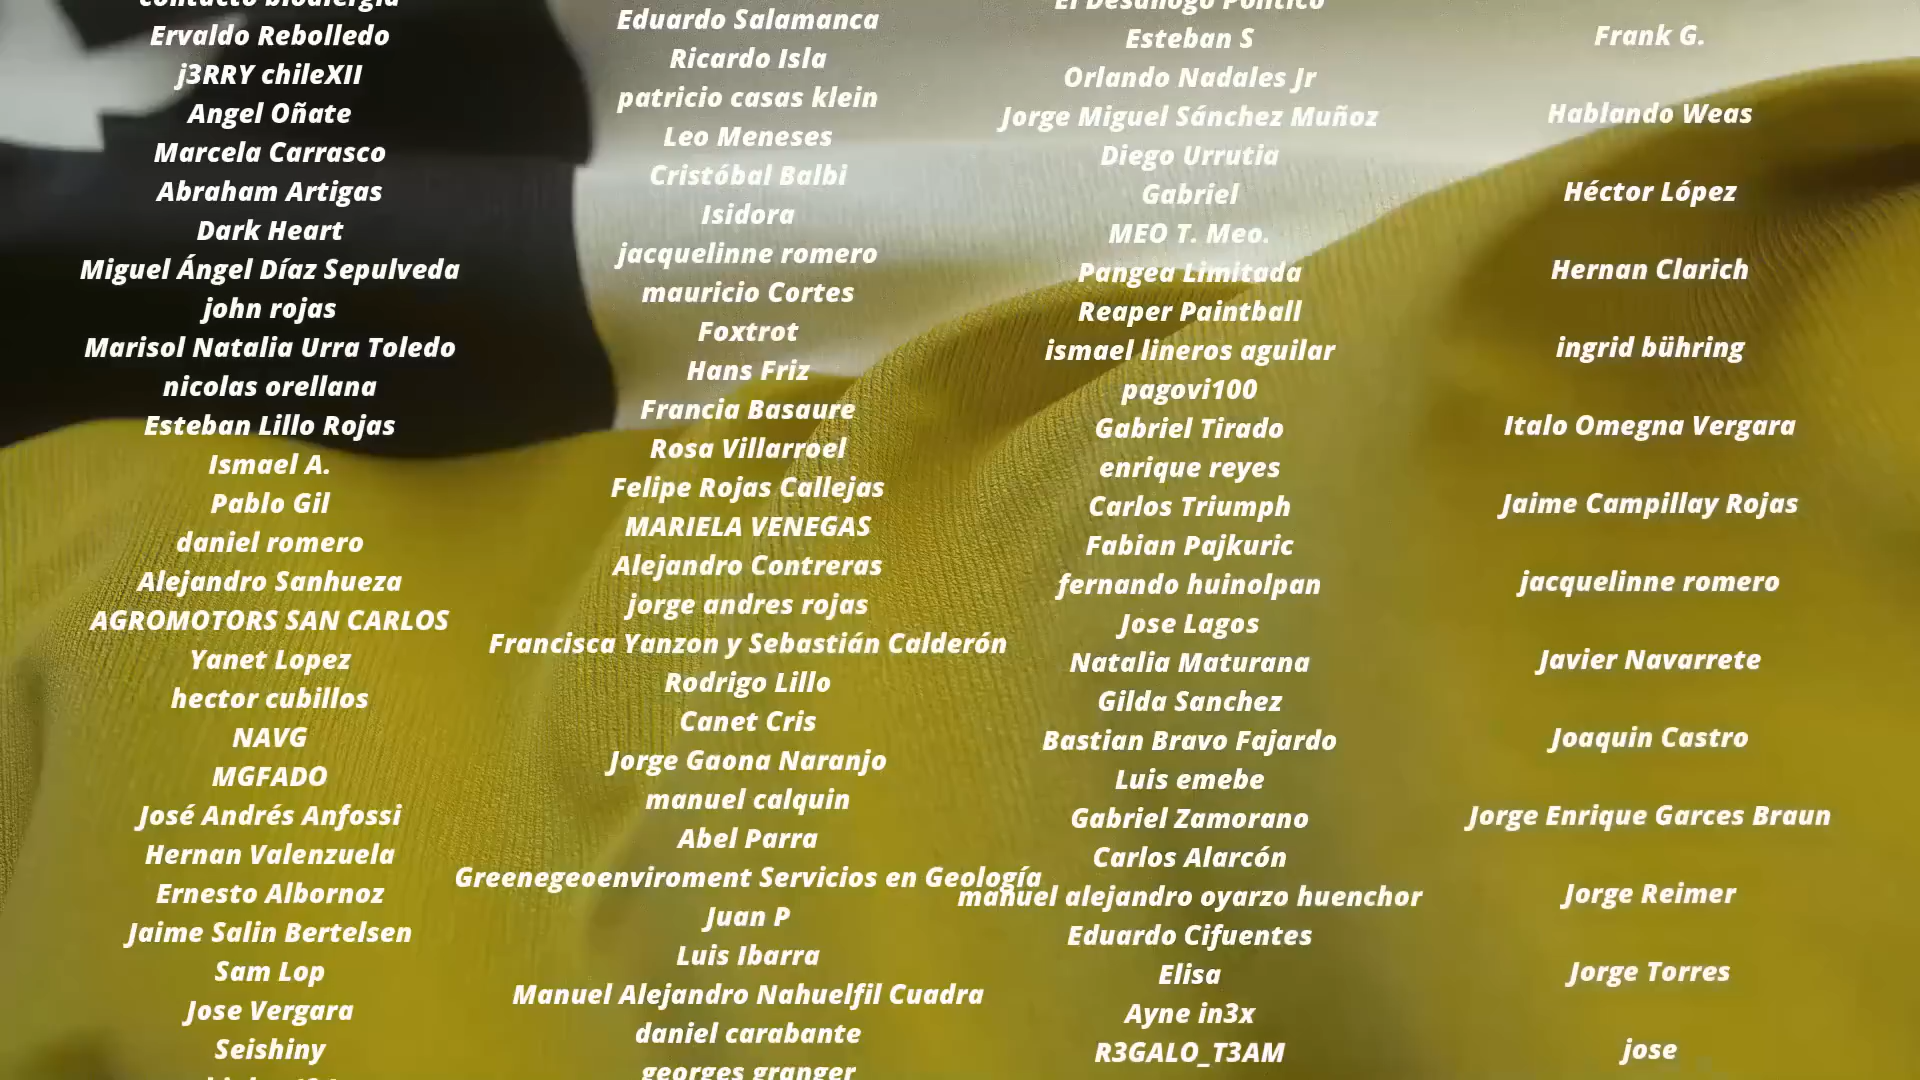 contacto biodiergia
Ervaldo Rebolledo
j3RRY chileXII
Angel Oñate
Marcela Carrasco
Abraham Artigas
Dark Heart
Miguel Ángel Díaz Sepulveda
john rojas
Marisol Natalia Urra Toledo
nicolas orellana
Esteban Lillo Rojas
Ismael A.
Pablo Gil
daniel romero
Alejandro Sanhueza
AGROMOTORS SAN CARLOS
Yanet Lopez
hector cubillos
NAVG
MGFADO
José Andrés Anfossi
Hernan Valenzuela
Ernesto Albornoz
Jaime Salin Bertelsen
Sam Lop
Jose Vergara
Seishiny
Eduardo Salamanca
Ricardo Isla
patricio casas klein
Leo Meneses
Cristóbal Balbi
Isidora
jacquelinne romero
mauricio Cortes
Foxtrot
Hans Friz
Francia Basaure
Rosa Villarroel
Felipe Rojas Callejas
MARIELA VENEGAS
Alejandro Contreras
jorge andres rojas
Francisca Yanzon y Sebastián Calderón
Rodrigo Lillo
Canet Cris
Jorge Gaona Naranjo
manuel calquin
Abel Parra
Greenegeoenviroment Servicios en Geología
Juan P
Luis Ibarra
Manuel Alejandro Nahuelfil Cuadra
daniel carabante
georges granger
El Desahogo Político
Esteban S
Orlando Nadales Jr
Jorge Miguel Sánchez Muñoz
Diego Urrutia
Gabriel
MEO T. Meo.
Pangea Limitada
Reaper Paintball
ismael lineros aguilar
pagovi100
Gabriel Tirado
enrique reyes
Carlos Triumph
Fabian Pajkuric
fernando huinolpan
Jose Lagos
Natalia Maturana
Gilda Sanchez
Bastian Bravo Fajardo
Luis emebe
Gabriel Zamorano
Carlos Alarcón
manuel alejandro oyarzo huenchor
Eduardo Cifuentes
Elisa
Ayne in3x
R3GALO_T3AM
Frank G.
Hablando Weas
Héctor López
Hernan Clarich
ingrid bühring
Italo Omegna Vergara
Jaime Campillay Rojas
jacquelinne romero
Javier Navarrete
Joaquin Castro
Jorge Enrique Garces Braun
Jorge Reimer
Jorge Torres
jose